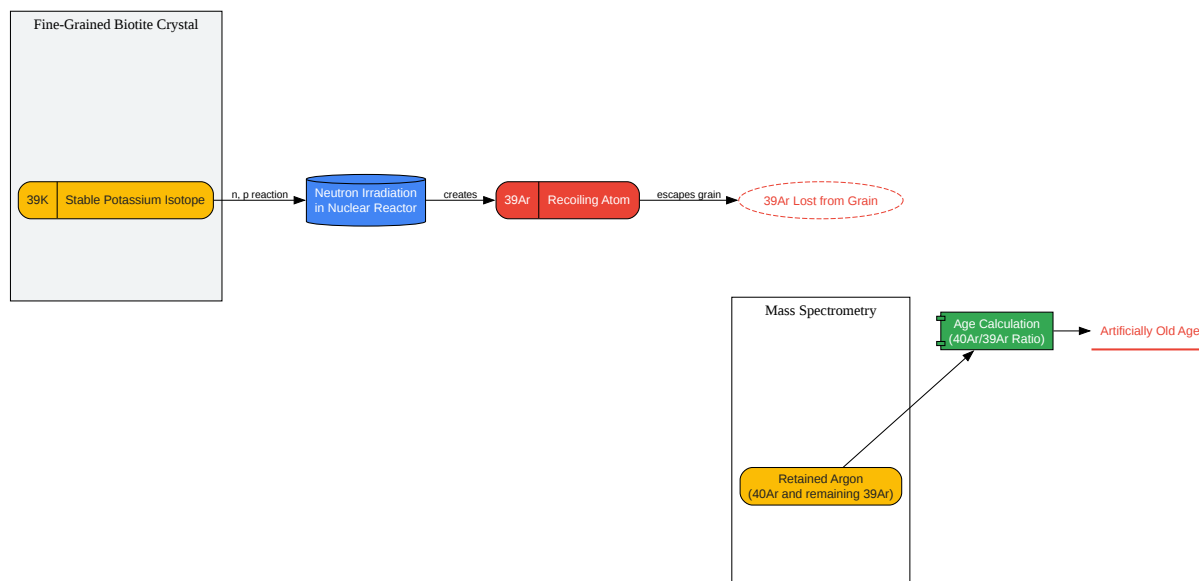 Fine-Grained Biotite Crystal
39K
Stable Potassium Isotope
n, p reaction
Neutron Irradiation
in Nuclear Reactor
creates
39Ar
Recoiling Atom
escapes grain
39Ar Lost from Grain
Mass Spectrometry
Age Calculation
(40Ar/39Ar Ratio)
Artificially Old Age
Retained Argon
(40Ar and remaining 39Ar)